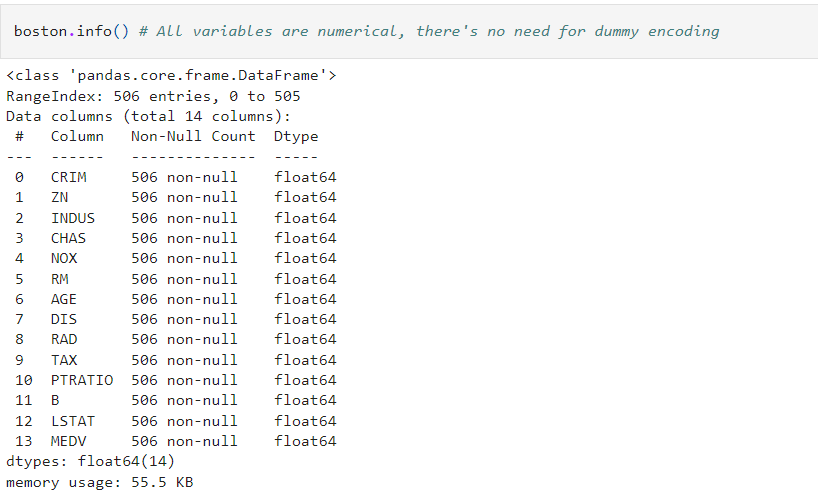 boston.info() # All variables are numerical, there's no need for dummy encoding
<class 'pandas.core.frame.DataFrame'>
RangeIndex: 506 entries, 0 to 505
Data columns (total 14 columns):
 #   Column   Non-Null Count  Dtype
---  ------   --------------  -----
 0   CRIM     506 non-null    float64
 1   ZN       506 non-null    float64
 2   INDUS    506 non-null    float64
 3   CHAS     506 non-null    float64
 4   NOX      506 non-null    float64
 5   RM       506 non-null    float64
 6   AGE      506 non-null    float64
 7   DIS      506 non-null    float64
 8   RAD      506 non-null    float64
 9   TAX      506 non-null    float64
 10  PTRATIO  506 non-null    float64
 11  B        506 non-null    float64
 12  LSTAT    506 non-null    float64
 13  MEDV     506 non-null    float64
dtypes: float64(14)
memory usage: 55.5 KB